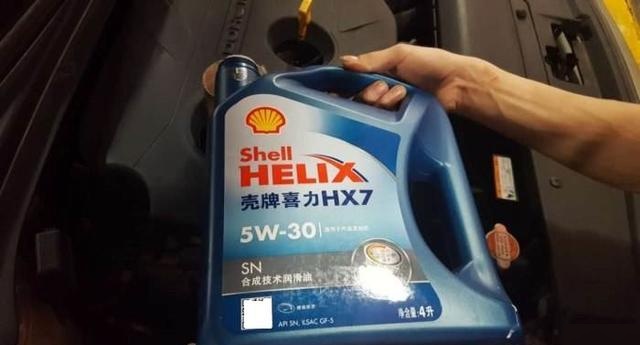 Shell
HELIX
壳牌喜力HX7
5W-30
SN
合成技术润滑油
API SN, ILSAC GF-5
净含量:4升